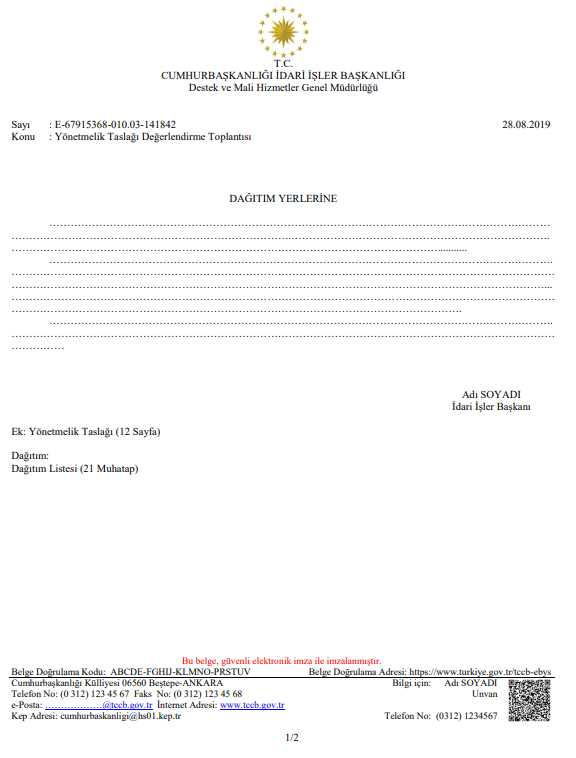 T.C.
CUMHURBAŞKANLIĞI İDARİ İŞLER BAŞKANLIĞI
Destek ve Mali Hizmetler Genel Müdürlüğü
Sayı : E-67915368-010.03-141842 28.08.2019
Konu : Yönetmelik Taslağı Değerlendirme Toplantısı
DAĞITIM YERLERİNE
Adı SOYADI
İdari İşler Başkanı
Ek: Yönetmelik Taslağı (12 Sayfa)
Dağıtım:
Dağıtım Listesi (21 Muhatap)
Bu belge, güvenli elektronik imza ile imzalanmıştır.
Belge Doğrulama Kodu: ABCDE-FGHIJ-KLMNO-PRSTUV Belge Doğrulama Adresi: https://www.turkiye.gov.tr/tccb-ebys
Cumhurbaşkanlığı Külliyesi 06560 Beştepe-ANKARA Bilgi için: Adı SOYADI
Telefon No: (0 312) 123 45 67 Faks No: (0 312) 123 45 68 Unvan
e-Posta: ………………@tccb.gov.tr İnternet Adresi: www.tccb.gov.tr
Kep Adresi: cumhurbaskanligi@hs01.kep.tr Telefon No: (0312) 1234567
1/2